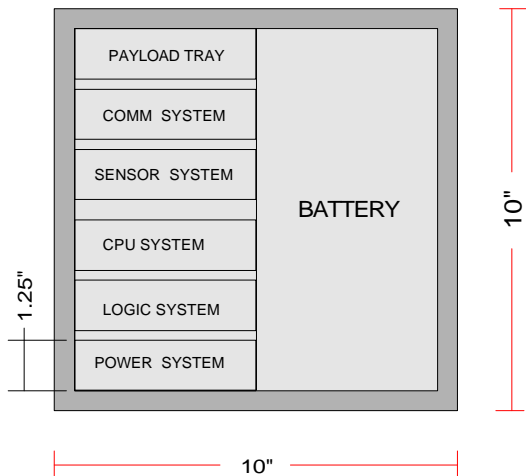 PAYLOAD TRAY
COMM SYSTEM
SENSOR SYSTEM
CPU SYSTEM
LOGIC SYSTEM
POWER SYSTEM
BATTERY
1.25"
10"
10"